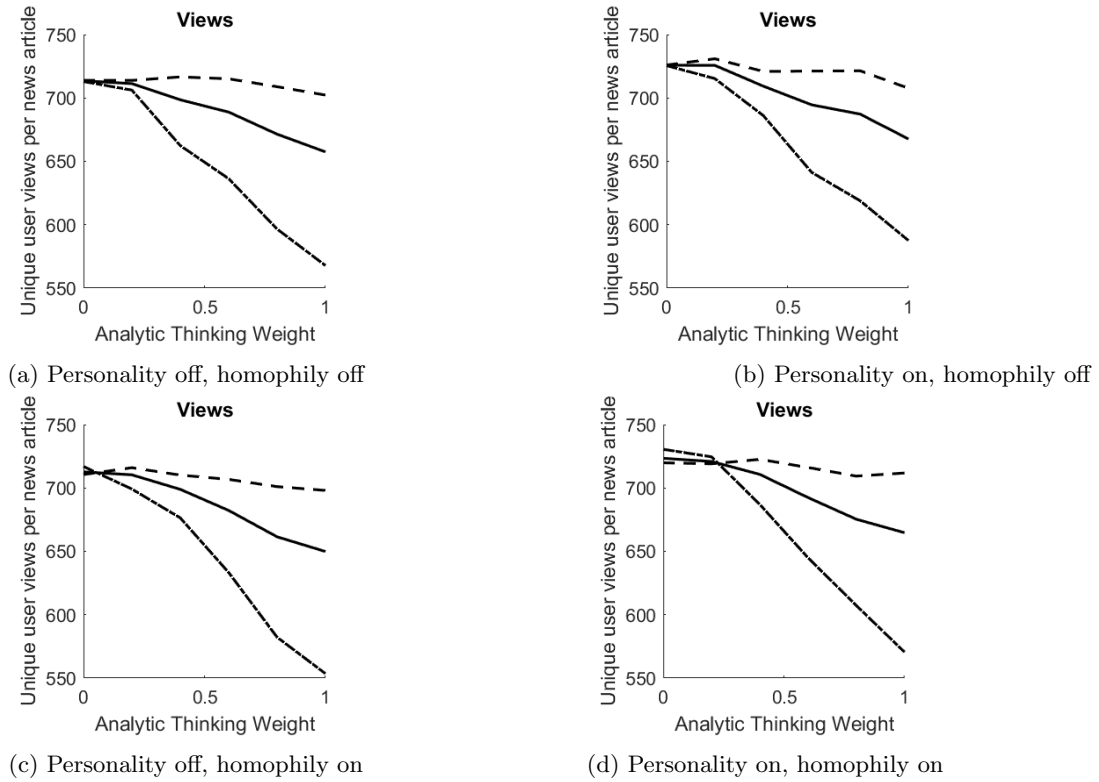 Views
Unique user views per news article
750
700
650
600
550
0
0.5
1
Analytic Thinking Weight
(a) Personality off, homophily off
Views
Unique user views per news article
750
700
650
600
550
0
0.5
1
Analytic Thinking Weight
(b) Personality on, homophily off
Views
Unique user views per news article
750
700
650
600
550
0
0.5
1
Analytic Thinking Weight
(c) Personality off, homophily on
Views
Unique user views per news article
750
700
650
600
550
0
0.5
1
Analytic Thinking Weight
(d) Personality on, homophily on